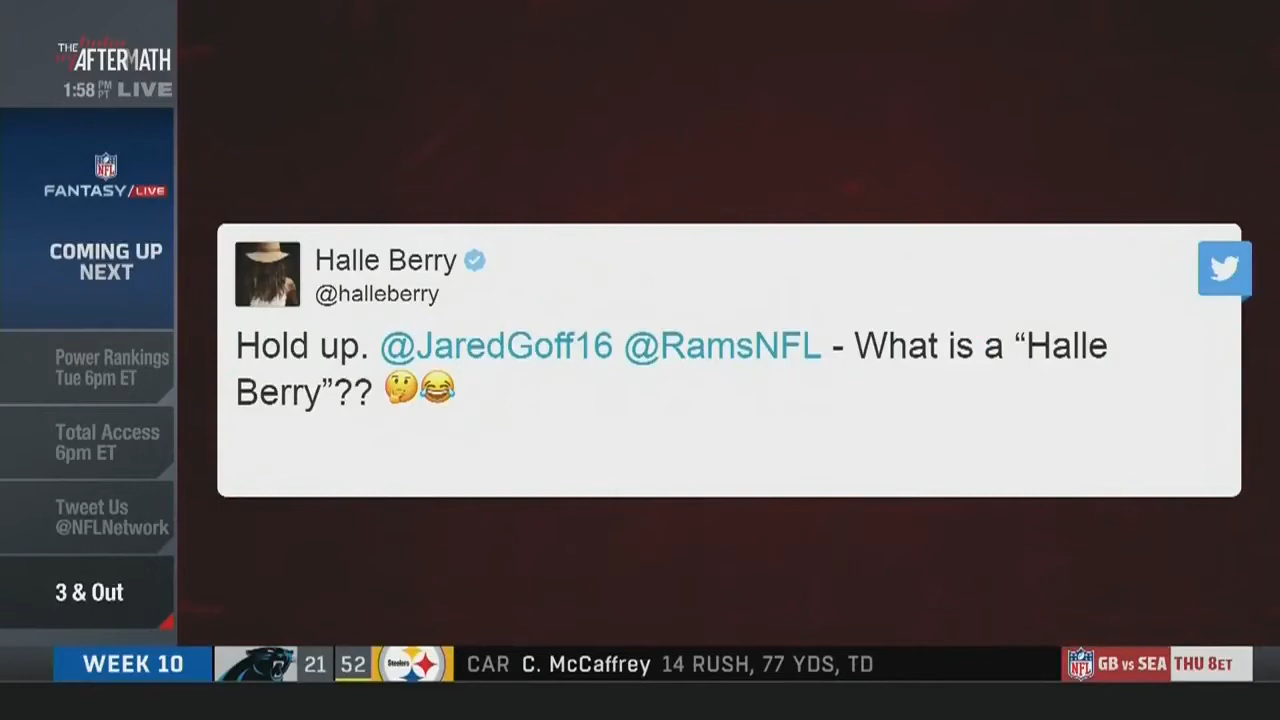 THE
AFTERMATH
1:58 PM PT LIVE
NFL
FANTASY/LIVE
COMING UP
NEXT
Power Rankings
Tue 6pm ET
Total Access
6pm ET
Tweet Us
@NFLNetwork
3 & Out
Halle Berry
@halleberry
Hold up. @JaredGoff16 @RamsNFL - What is a “Halle
Berry”?? 🤔😂
WEEK 10 21 52 Steelers CAR C. McCaffrey 14 RUSH, 77 YDS, TD NFL GB vs SEA THU 8ET